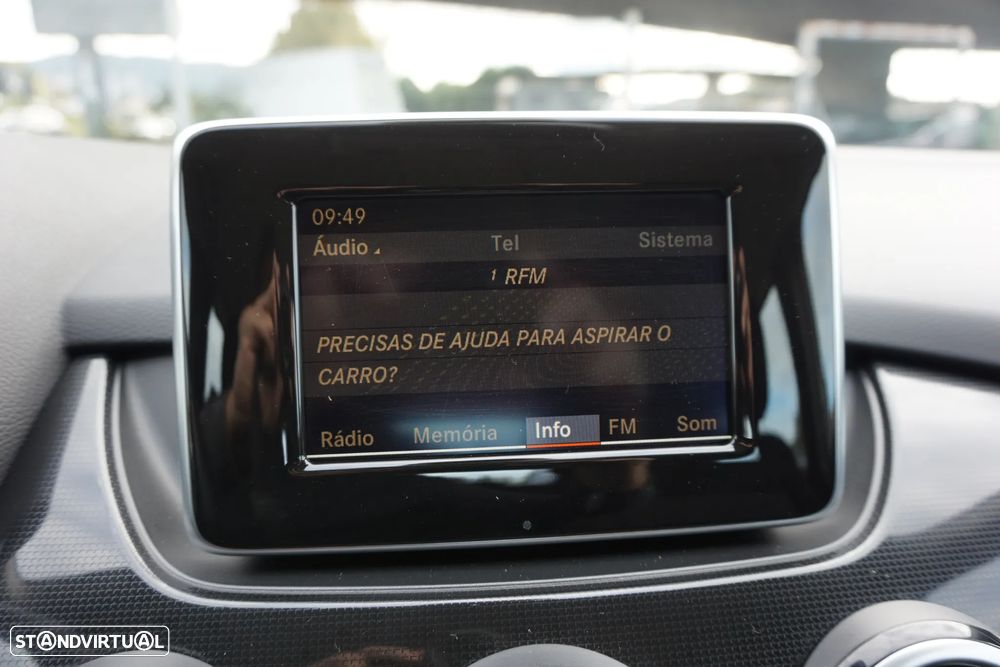 09:49
Áudio Tel Sistema
1 RFM
PRECISAS DE AJUDA PARA ASPIRAR O
CARRO?
Rádio Memória Info FM Som
STANDVIRTUAL